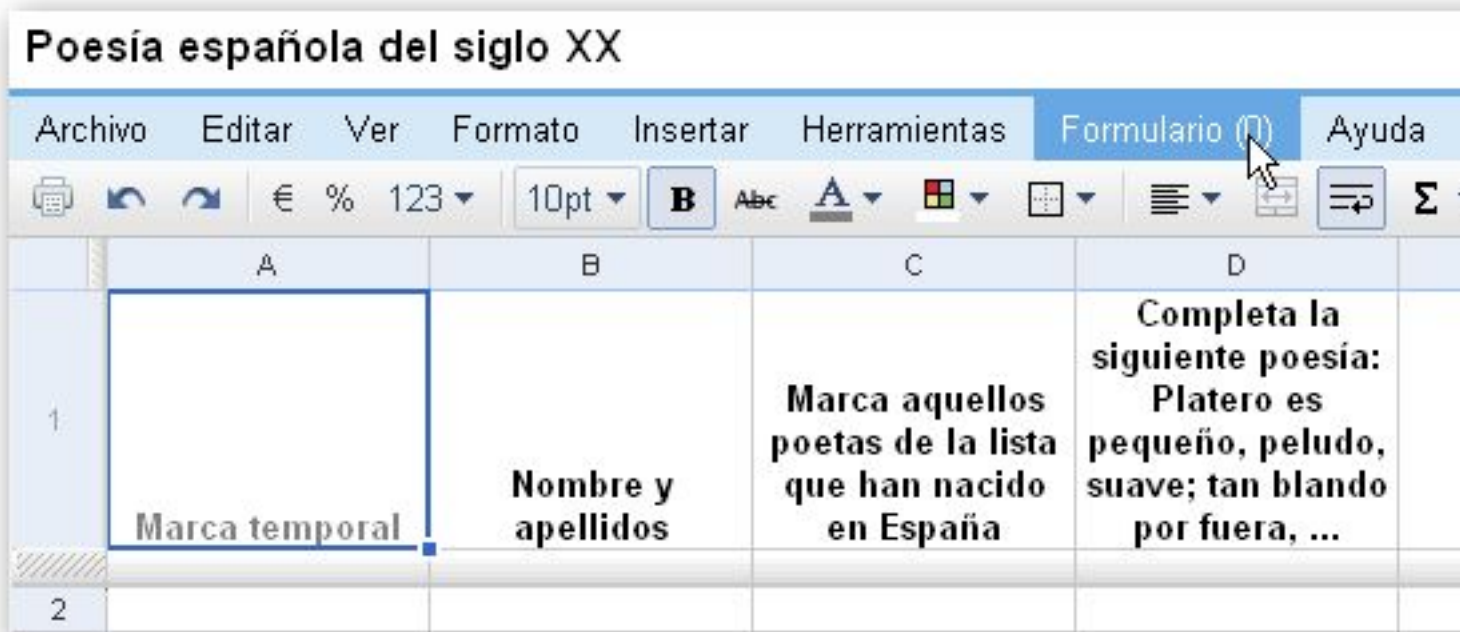 Poesía española del siglo XX
Archivo Editar Ver Formato Insertar Herramientas Formulario (0) Ayuda
€ % 123 10pt B Abc A Σ
A B C D
1
Marca temporal
Nombre y
apellidos
Marca aquellos
poetas de la lista
que han nacido
en España
Completa la
siguiente poesía:
Platero es
pequeño, peludo,
suave; tan blando
por fuera, ...
2